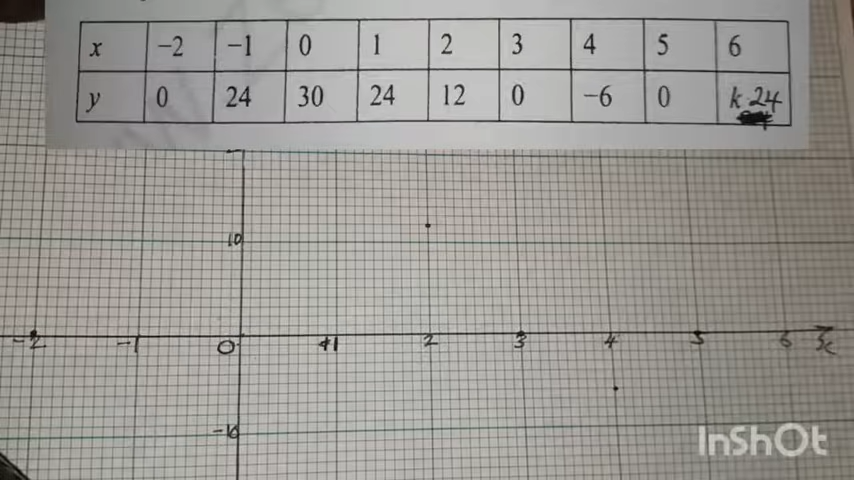 x −2 −1 0 1 2 3 4 5 6
y 0 24 30 24 12 0 −6 0 k 24
10
−2 −1 0 +1 2 3 4 5 6 x
−10
InShOt